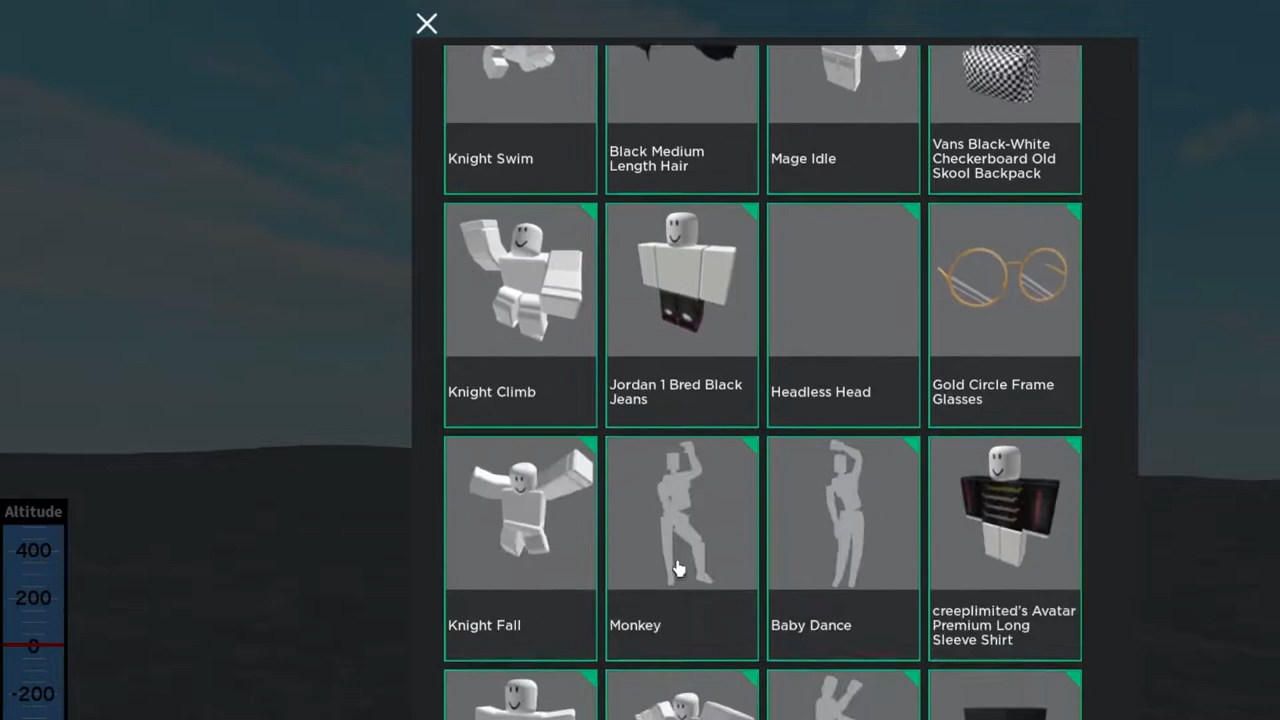 Knight Swim
Black Medium
Length Hair
Mage Idle
Vans Black-White
Checkerboard Old
Skool Backpack
Knight Climb
Jordan 1 Bred Black
Jeans
Headless Head
Gold Circle Frame
Glasses
Knight Fall
Monkey
Baby Dance
creeplimited's Avatar
Premium Long
Sleeve Shirt
Altitude
400
200
0
-200